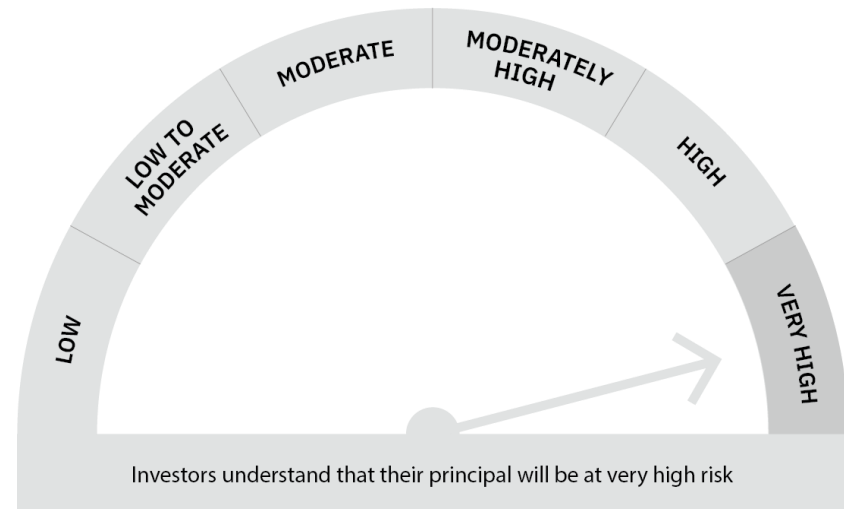 LOW
LOW TO
MODERATE
MODERATE
MODERATELY
HIGH
HIGH
VERY HIGH
Investors understand that their principal will be at very high risk